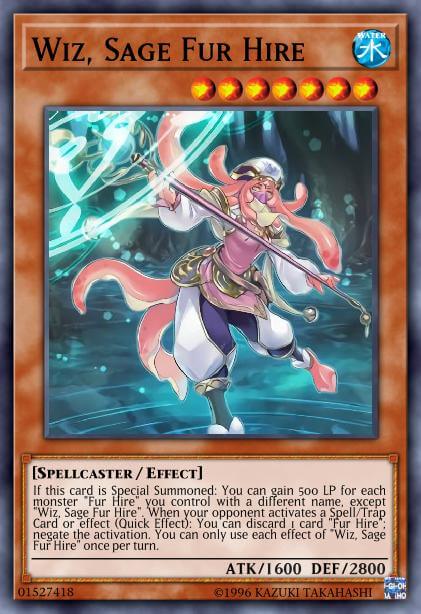 Wiz, Sage Fur Hire
WATER
水
[Spellcaster / Effect]
If this card is Special Summoned: You can gain 500 LP for each
monster "Fur Hire" you control with a different name, except
"Wiz, Sage Fur Hire". When your opponent activates a Spell/Trap
Card or effect (Quick Effect): You can discard 1 card "Fur Hire";
negate the activation. You can only use each effect of "Wiz, Sage
Fur Hire" once per turn.
ATK/1600 DEF/2800
01527418
©1996 KAZUKI TAKAHASHI